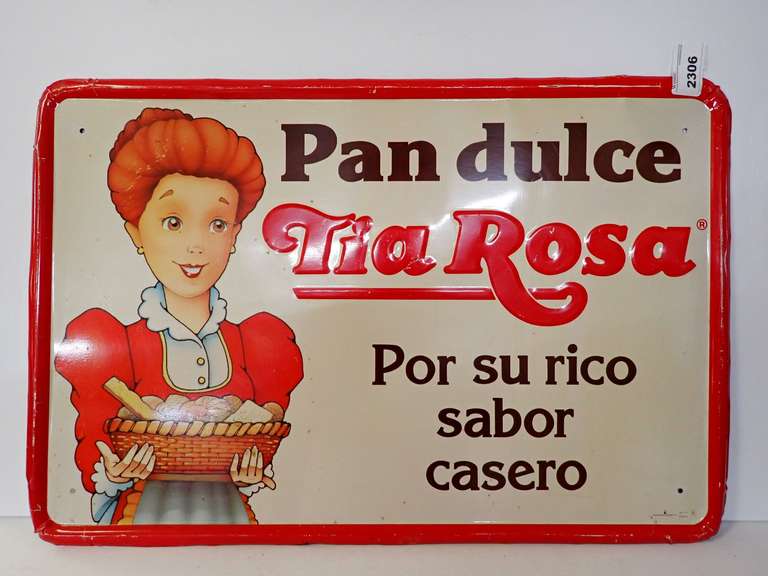 2306
Pan dulce
Tia Rosa®
Por su rico
sabor
casero